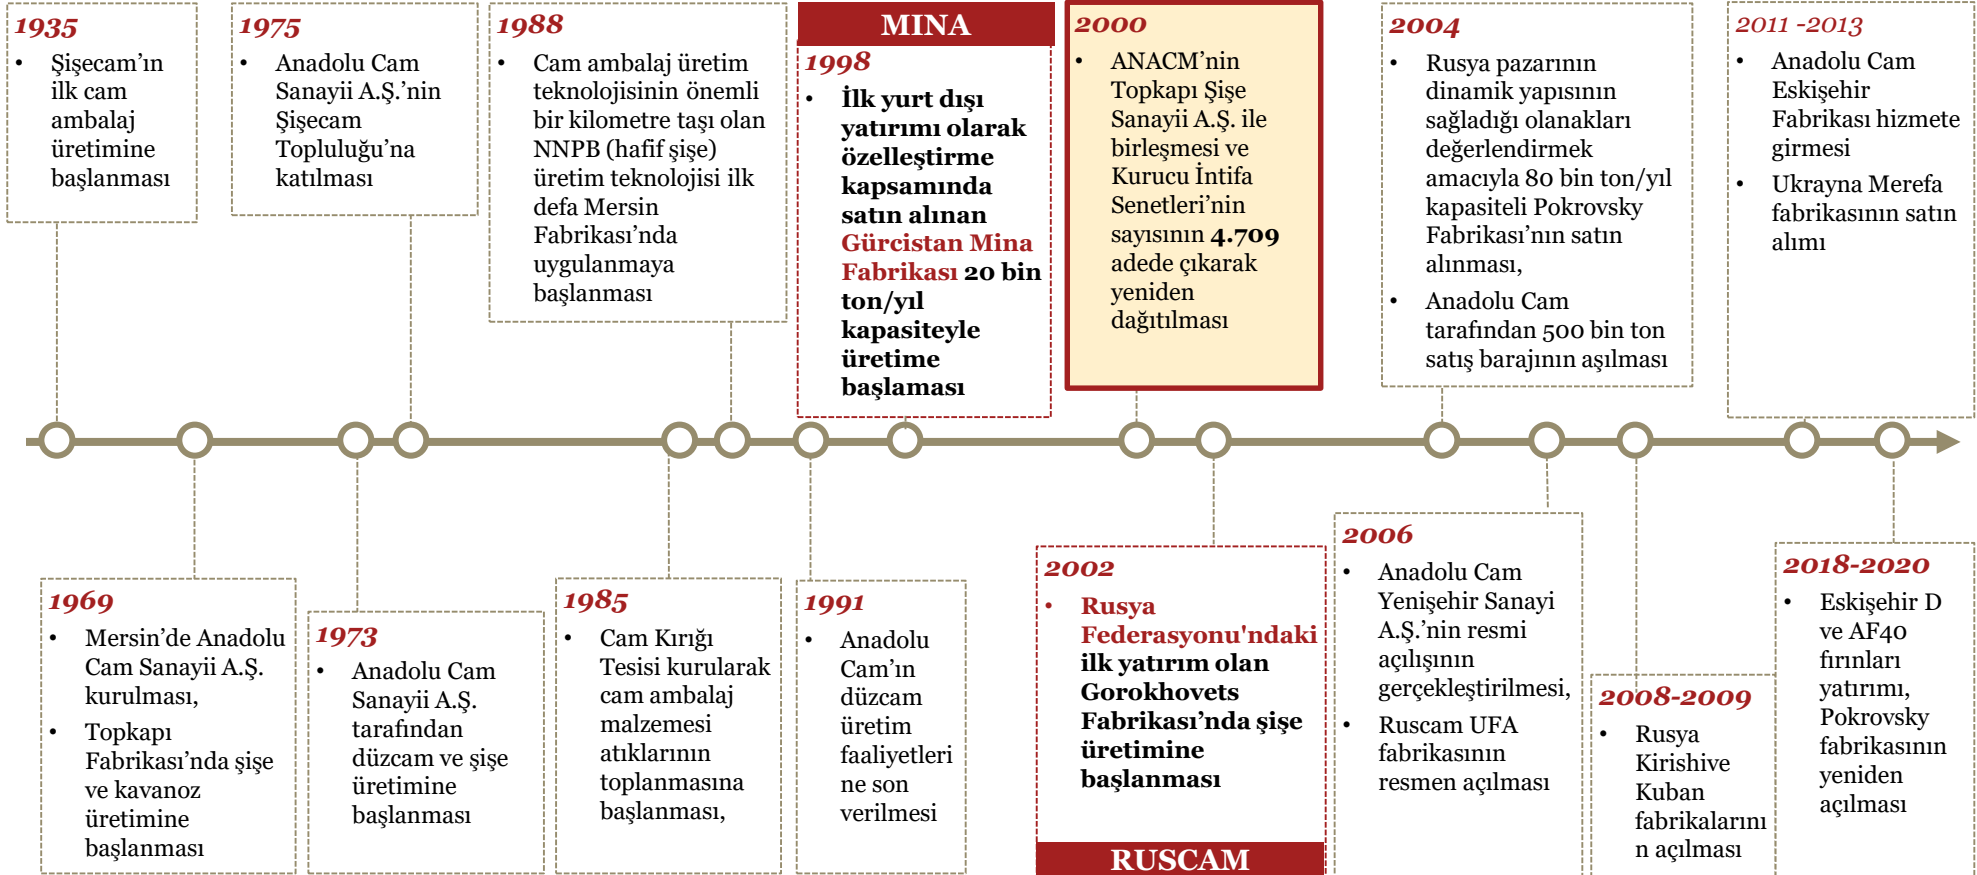 1935
• Şişecam’ın
ilk cam
ambalaj
üretimine
başlanması
1975
• Anadolu Cam
Sanayii A.Ş.’nin
Şişecam
Topluluğu’na
katılması
1988
• Cam ambalaj üretim
teknolojisinin önemli
bir kilometre taşı olan
NNPB (hafif şişe)
üretim teknolojisi ilk
defa Mersin
Fabrikası’nda
uygulanmaya
başlanması
MINA
1998
• İlk yurt dışı
yatırımı olarak
özelleştirme
kapsamında
satın alınan
Gürcistan Mina
Fabrikası 20 bin
ton/yıl
kapasiteyle
üretime
başlaması
2000
• ANACM’nin
Topkapı Şişe
Sanayii A.Ş. ile
birleşmesi ve
Kurucu İntifa
Senetleri’nin
sayısının 4.709
adede çıkarak
yeniden
dağıtılması
2004
• Rusya pazarının
dinamik yapısının
sağladığı olanakları
değerlendirmek
amacıyla 80 bin ton/yıl
kapasiteli Pokrovsky
Fabrikası’nın satın
alınması,
• Anadolu Cam
tarafından 500 bin ton
satış barajının aşılması
2011 -2013
• Anadolu Cam
Eskişehir
Fabrikası hizmete
girmesi
• Ukrayna Merefa
fabrikasının satın
alımı
1969
• Mersin’de Anadolu
Cam Sanayii A.Ş.
kurulması,
• Topkapı
Fabrikası’nda şişe
ve kavanoz
üretimine
başlanması
1973
• Anadolu Cam
Sanayii A.Ş.
tarafından
düzcam ve şişe
üretimine
başlanması
1985
• Cam Kırığı
Tesisi kurularak
cam ambalaj
malzemesi
atıklarının
toplanmasına
başlanması,
1991
• Anadolu
Cam’ın
düzcam
üretim
faaliyetleri
ne son
verilmesi
2002
• Rusya
Federasyonu'ndaki
ilk yatırım olan
Gorokhovets
Fabrikası’nda şişe
üretimine
başlanması
RUSCAM
2006
• Anadolu Cam
Yenişehir Sanayi
A.Ş.’nin resmi
açılışının
gerçekleştirilmesi,
• Ruscam UFA
fabrikasının
resmen açılması
2008-2009
• Rusya
Kirishive
Kuban
fabrikalarını
n açılması
2018-2020
• Eskişehir D
ve AF40
fırınları
yatırımı,
Pokrovsky
fabrikasının
yeniden
açılması